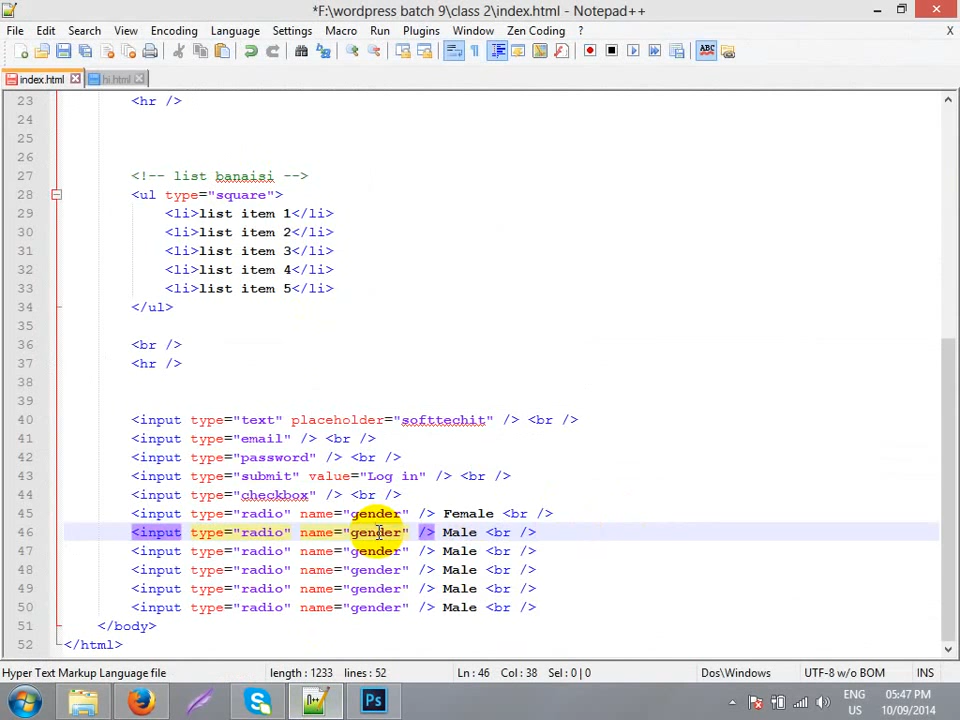 *F:\wordpress batch 9\class 2\index.html - Notepad++
File Edit Search View Encoding Language Settings Macro Run Plugins Window Zen Coding ? X
ABC
index.html hi.html
23 <hr />
24
25
26
27 <!-- list banaisi -->
28 <ul type="square">
29 <li>list item 1</li>
30 <li>list item 2</li>
31 <li>list item 3</li>
32 <li>list item 4</li>
33 <li>list item 5</li>
34 </ul>
35
36 <br />
37 <hr />
38
39
40 <input type="text" placeholder="softtechit" /> <br />
41 <input type="email" /> <br />
42 <input type="password" /> <br />
43 <input type="submit" value="Log in" /> <br />
44 <input type="checkbox" /> <br />
45 <input type="radio" name="gender" /> Female <br />
46 <input type="radio" name="gender" /> Male <br />
47 <input type="radio" name="gender" /> Male <br />
48 <input type="radio" name="gender" /> Male <br />
49 <input type="radio" name="gender" /> Male <br />
50 <input type="radio" name="gender" /> Male <br />
51 </body>
52 </html>
Hyper Text Markup Language file length : 1233 lines : 52 Ln : 46 Col : 38 Sel : 0 | 0 Dos\Windows UTF-8 w/o BOM INS
Ps
ENG 05:47 PM
US 10/09/2014